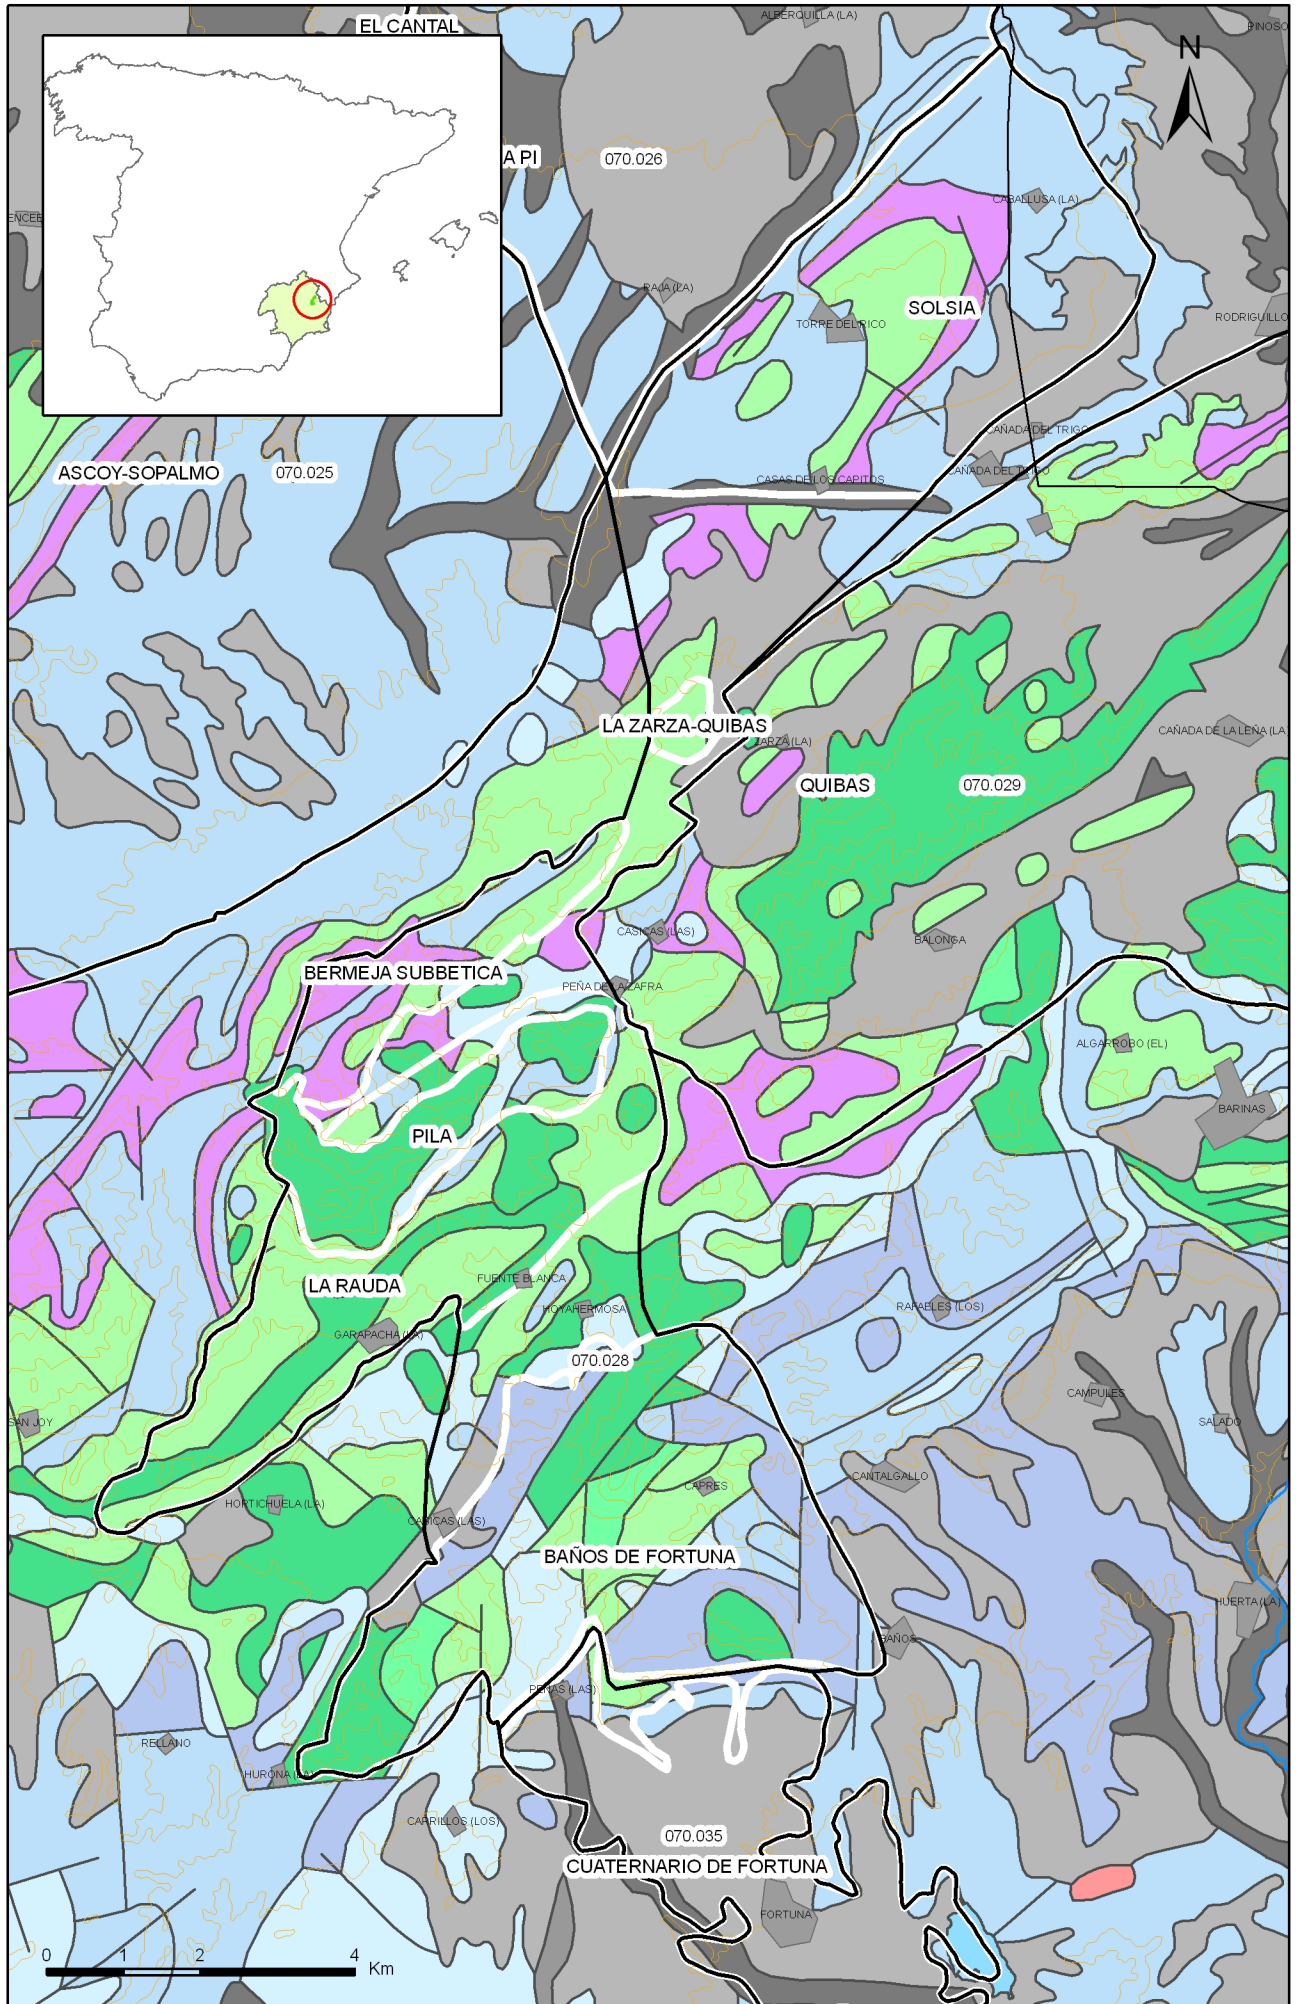 EL CANTAL
ALBERQUILLA (LA)
PINOSO
N
A PI
070.026
ENCEB
CABALLUSA (LA)
RAJA (LA)
SOLSIA
TORRE DEL RICO
RODRIGUILLO
CAÑADA DEL TRIGO
ASCOY-SOPALMO
070.025
CAÑADA DEL TRIGO
CASAS DE LOS CAPITOS
LA ZARZA-QUIBAS
ZARZA (LA)
CAÑADA DE LA LEÑA (LA
QUIBAS
070.029
CASICAS (LAS)
BALONGA
BERMEJA SUBBETICA
PEÑA DE LA ZAFRA
ALGARROBO (EL)
BARINAS
PILA
LA RAUDA
FUENTE BLANCA
HOYAHERMOSA
RAFAELES (LOS)
GARAPACHA (LA)
070.028
CAMPULES
SAN JOY
SALADO
CANTALGALLO
CAPRES
HORTICHUELA (LA)
CASICAS (LAS)
BAÑOS DE FORTUNA
HUERTA (LA)
BAÑOS
PEÑAS (LAS)
RELLANO
HURONA (LA)
CARRILLOS (LOS)
070.035
CUATERNARIO DE FORTUNA
FORTUNA
0 1 2 4
Km